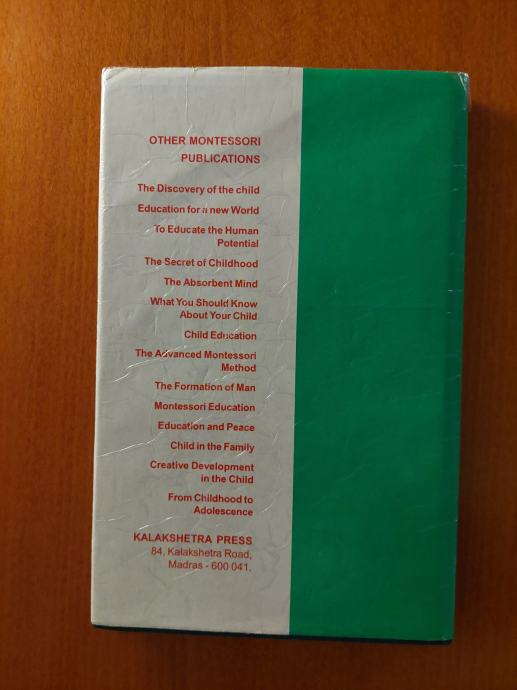 OTHER MONTESSORI
PUBLICATIONS
The Discovery of the child
Education for a new World
To Educate the Human
Potential
The Secret of Childhood
The Absorbent Mind
What You Should Know
About Your Child
Child Education
The Advanced Montessori
Method
The Formation of Man
Montessori Education
Education and Peace
Child in the Family
Creative Development
in the Child
From Childhood to
Adolescence
KALAKSHETRA PRESS
84, Kalakshetra Road,
Madras - 600 041.